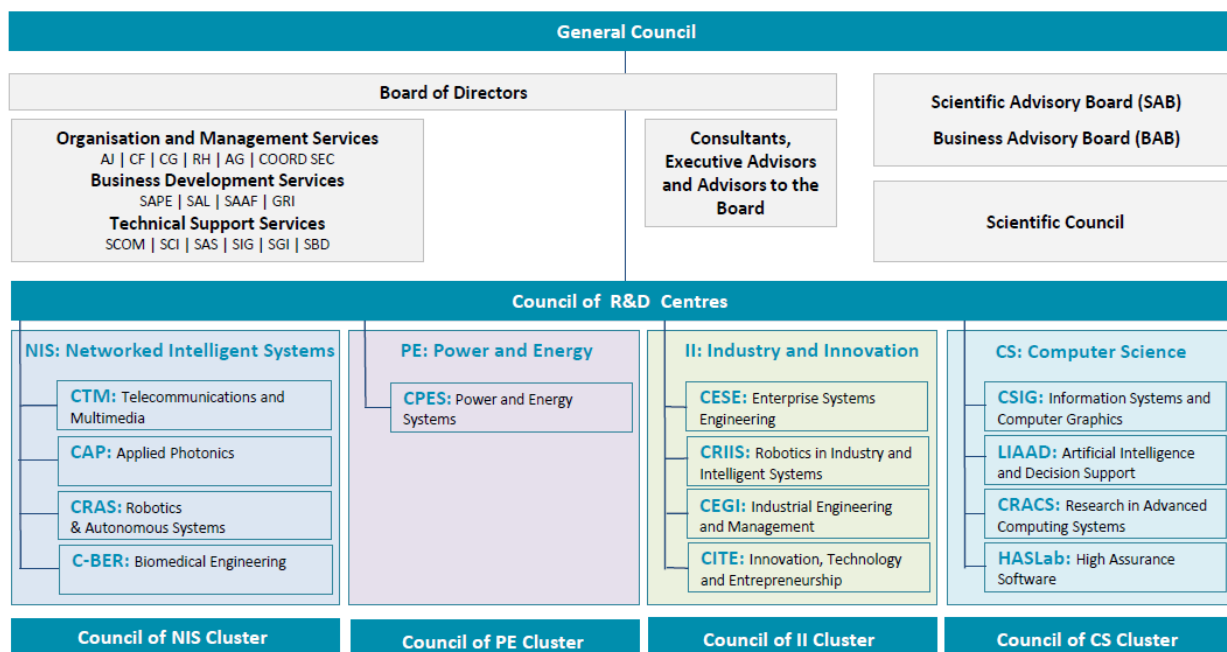 General Council
Board of Directors
Organisation and Management Services
AJ | CF | CG | RH | AG | COORD SEC
Business Development Services
SAPE | SAL | SAAF | GRI
Technical Support Services
SCOM | SCI | SAS | SIG | SGI | SBD
Consultants,
Executive Advisors
and Advisors to the
Board
Scientific Advisory Board (SAB)
Business Advisory Board (BAB)
Scientific Council
Council of R&D Centres
NIS: Networked Intelligent Systems
CTM: Telecommunications and
Multimedia
CAP: Applied Photonics
CRAS: Robotics
& Autonomous Systems
C-BER: Biomedical Engineering
PE: Power and Energy
CPES: Power and Energy
Systems
II: Industry and Innovation
CESE: Enterprise Systems
Engineering
CRIIS: Robotics in Industry and
Intelligent Systems
CEGI: Industrial Engineering
and Management
CITE: Innovation, Technology
and Entrepreneurship
CS: Computer Science
CSIG: Information Systems and
Computer Graphics
LIAAD: Artificial Intelligence
and Decision Support
CRACS: Research in Advanced
Computing Systems
HASLab: High Assurance
Software
Council of NIS Cluster
Council of PE Cluster
Council of II Cluster
Council of CS Cluster